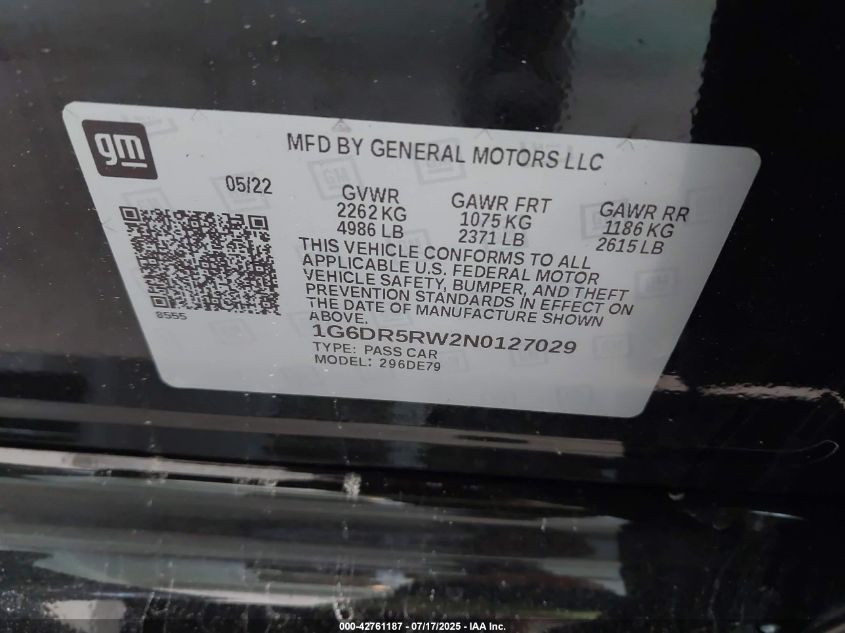 gm
MFD BY GENERAL MOTORS LLC
05/22
GVWR
2262 KG
4986 LB
GAWR FRT
1075 KG
2371 LB
GAWR RR
1186 KG
2615 LB
THIS VEHICLE CONFORMS TO ALL
APPLICABLE U.S. FEDERAL MOTOR
VEHICLE SAFETY, BUMPER, AND THEFT
PREVENTION STANDARDS IN EFFECT ON
THE DATE OF MANUFACTURE SHOWN
ABOVE.
8555
1G6DR5RW2N0127029
TYPE: PASS CAR
MODEL: 296DE79
000-42761187 - 07/17/2025 - IAA Inc.